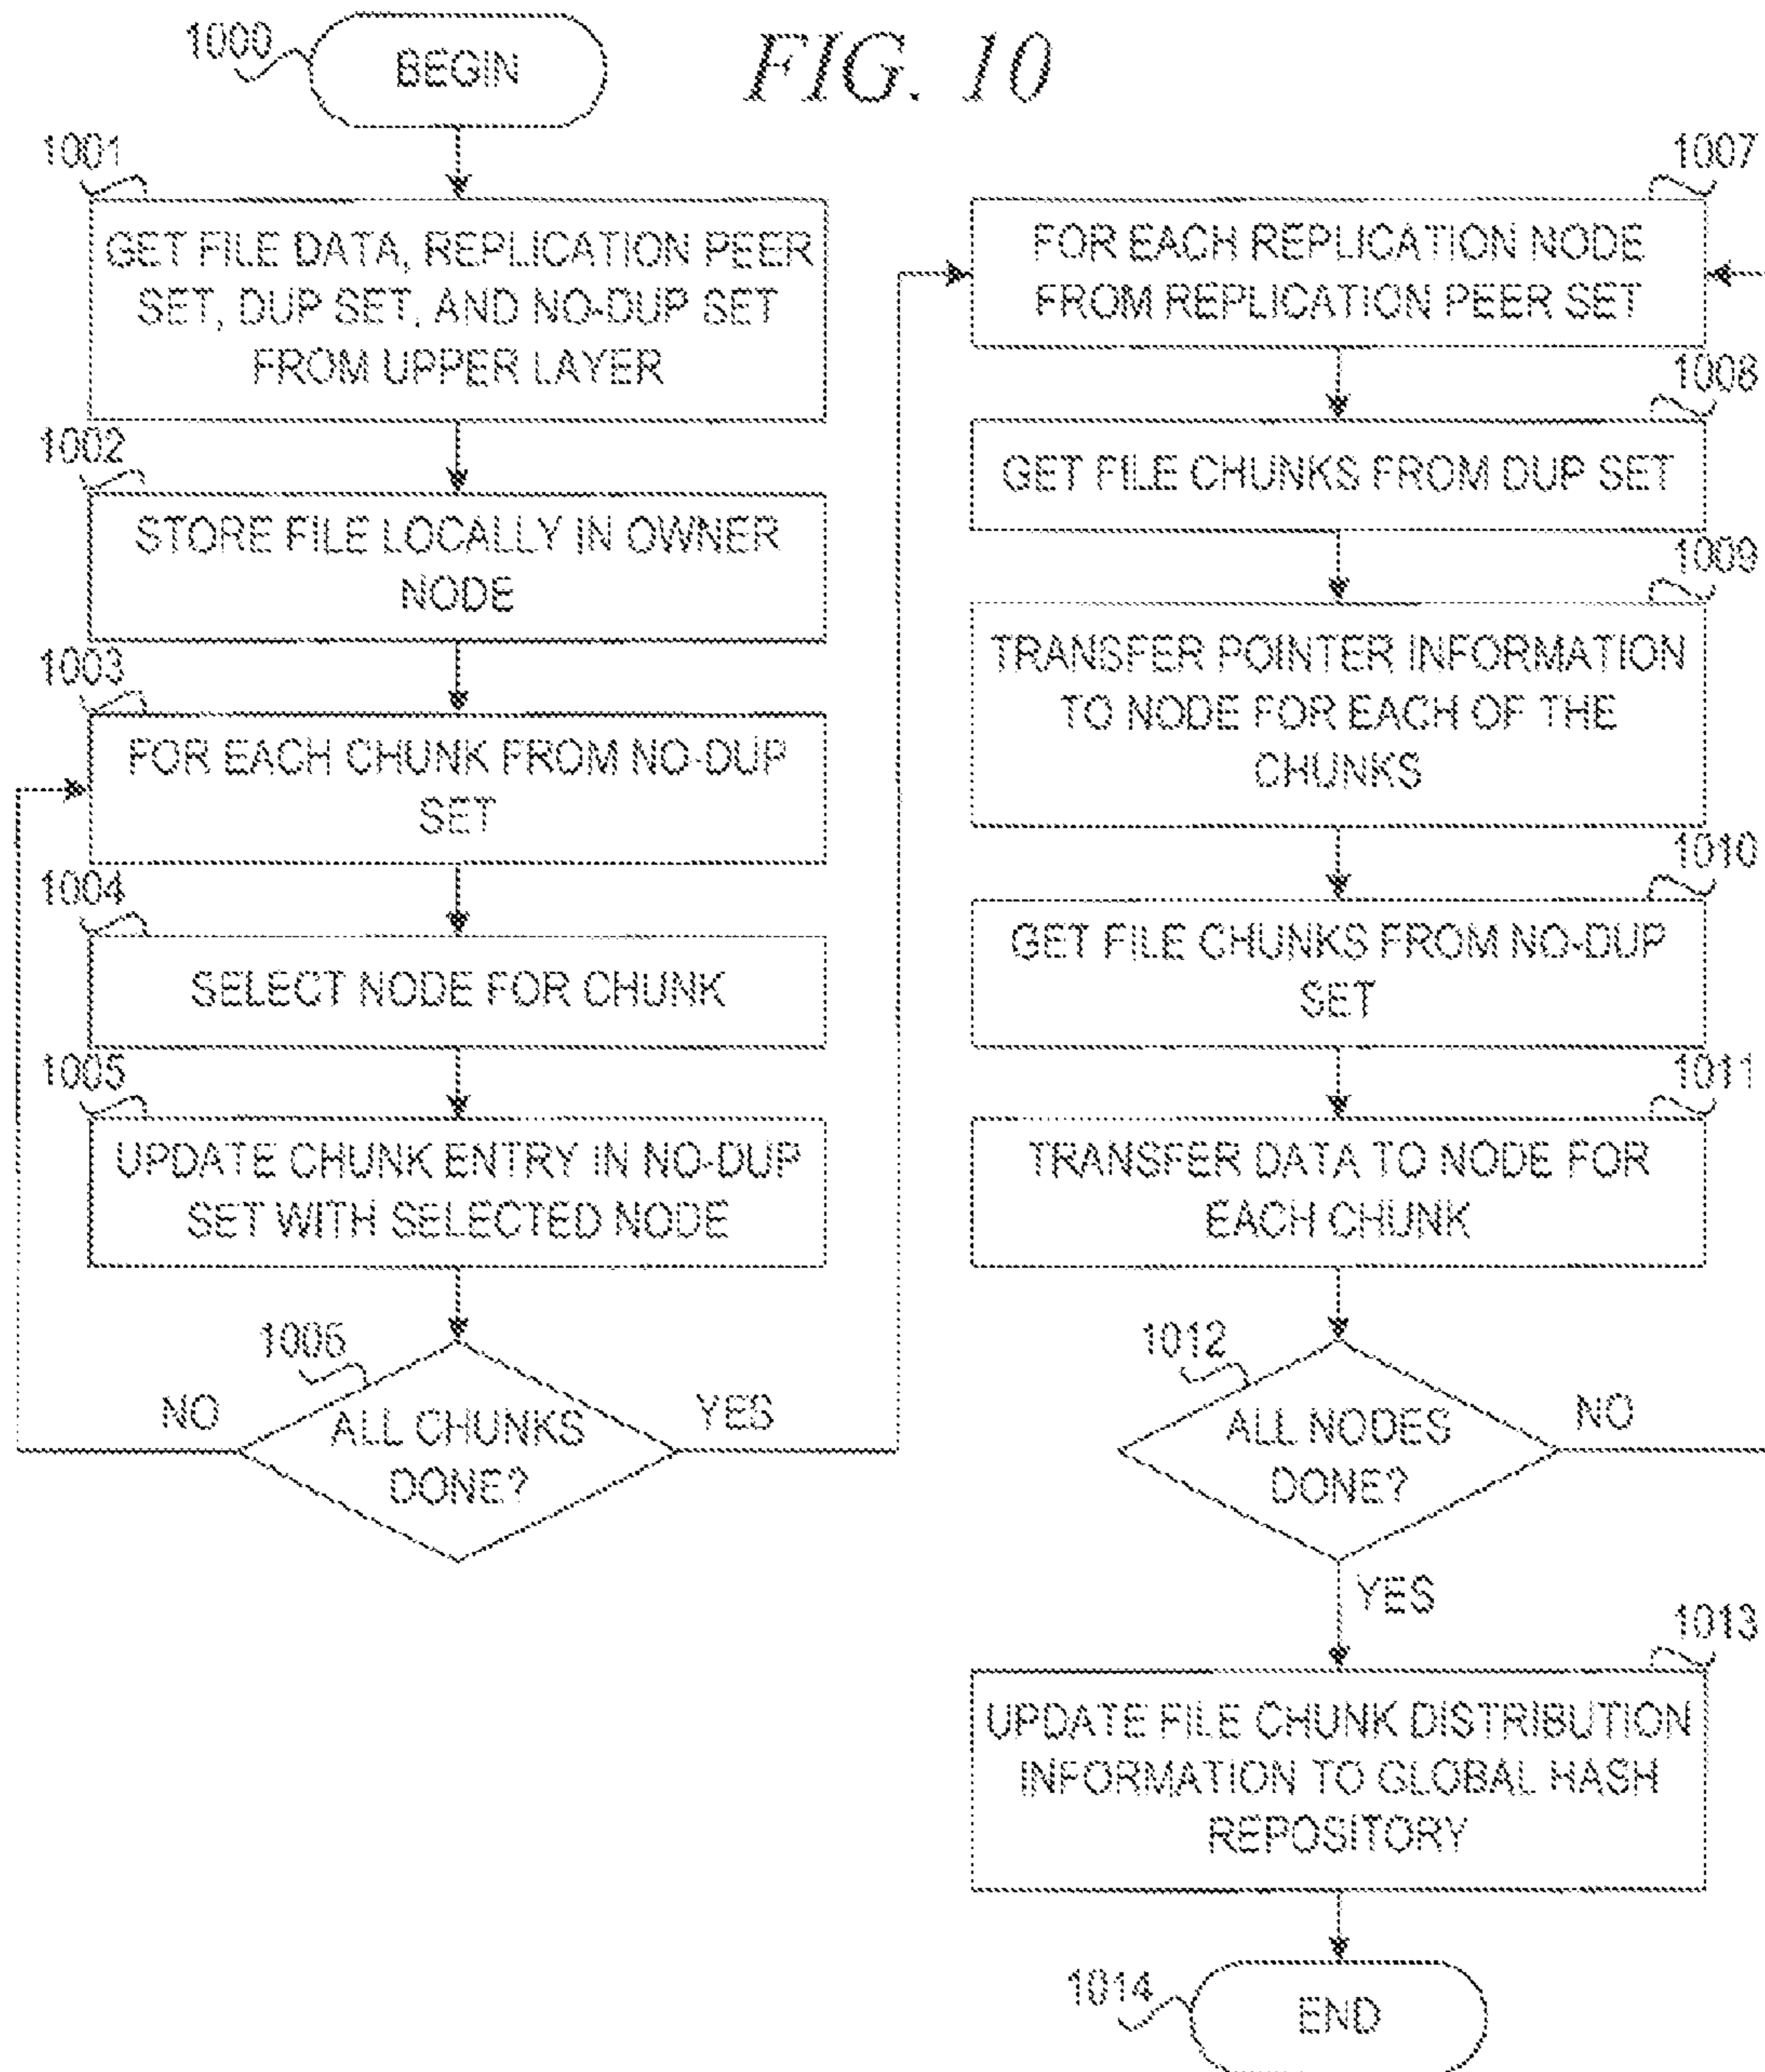 FIG. 10
1000
BEGIN
1001
GET FILE DATA, REPLICATION PEER
SET, DUP SET, AND NO-DUP SET
FROM UPPER LAYER
1002
STORE FILE LOCALLY IN OWNER
NODE
1003
FOR EACH CHUNK FROM NO-DUP
SET
1004
SELECT NODE FOR CHUNK
1005
UPDATE CHUNK ENTRY IN NO-DUP
SET WITH SELECTED NODE
1006
ALL CHUNKS
DONE?
NO
YES
1007
FOR EACH REPLICATION NODE
FROM REPLICATION PEER SET
1008
GET FILE CHUNKS FROM DUP SET
1009
TRANSFER POINTER INFORMATION
TO NODE FOR EACH OF THE
CHUNKS
1010
GET FILE CHUNKS FROM NO-DUP
SET
1011
TRANSFER DATA TO NODE FOR
EACH CHUNK
1012
ALL NODES
DONE?
NO
YES
1013
UPDATE FILE CHUNK DISTRIBUTION
INFORMATION TO GLOBAL HASH
REPOSITORY
1014
END